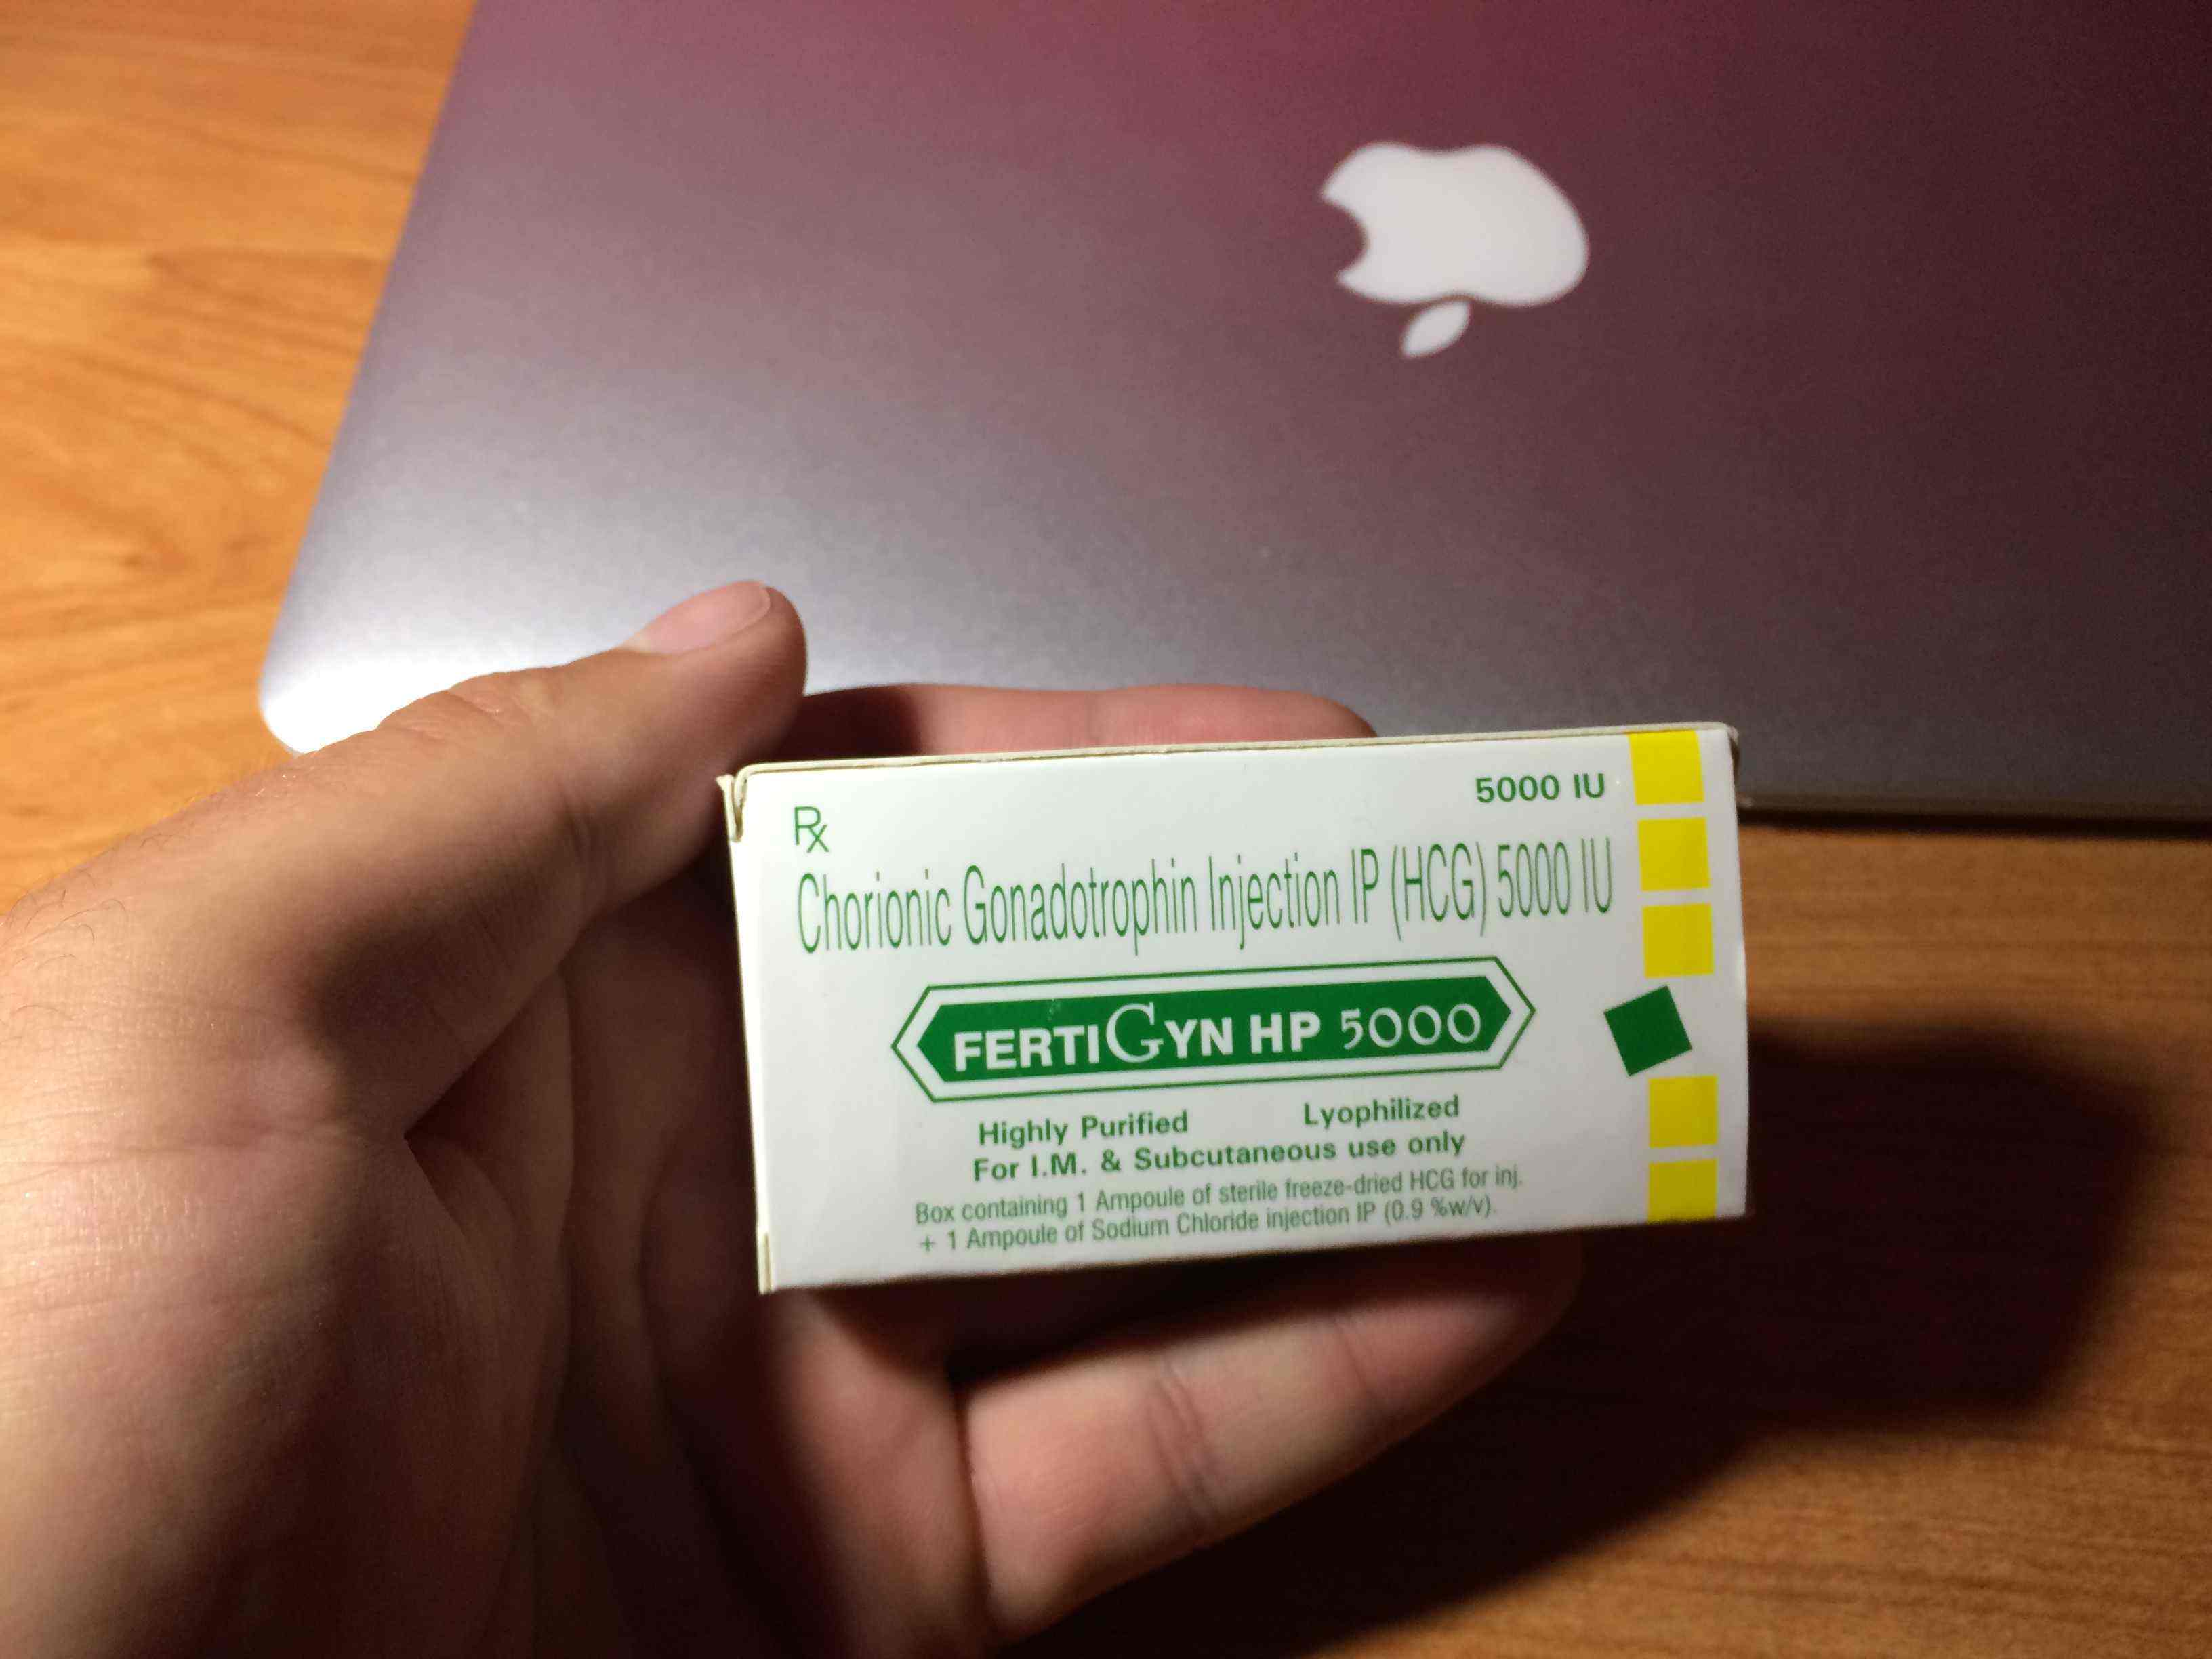 5000 IU
Rx
Chorionic Gonadotrophin Injection IP (HCG) 5000 IU
FERTIGYN HP 5000
Highly Purified Lyophilized
For I.M. & Subcutaneous use only
Box containing 1 Ampoule of sterile freeze-dried HCG for inj.
+ 1 Ampoule of Sodium Chloride injection IP (0.9 %w/v).